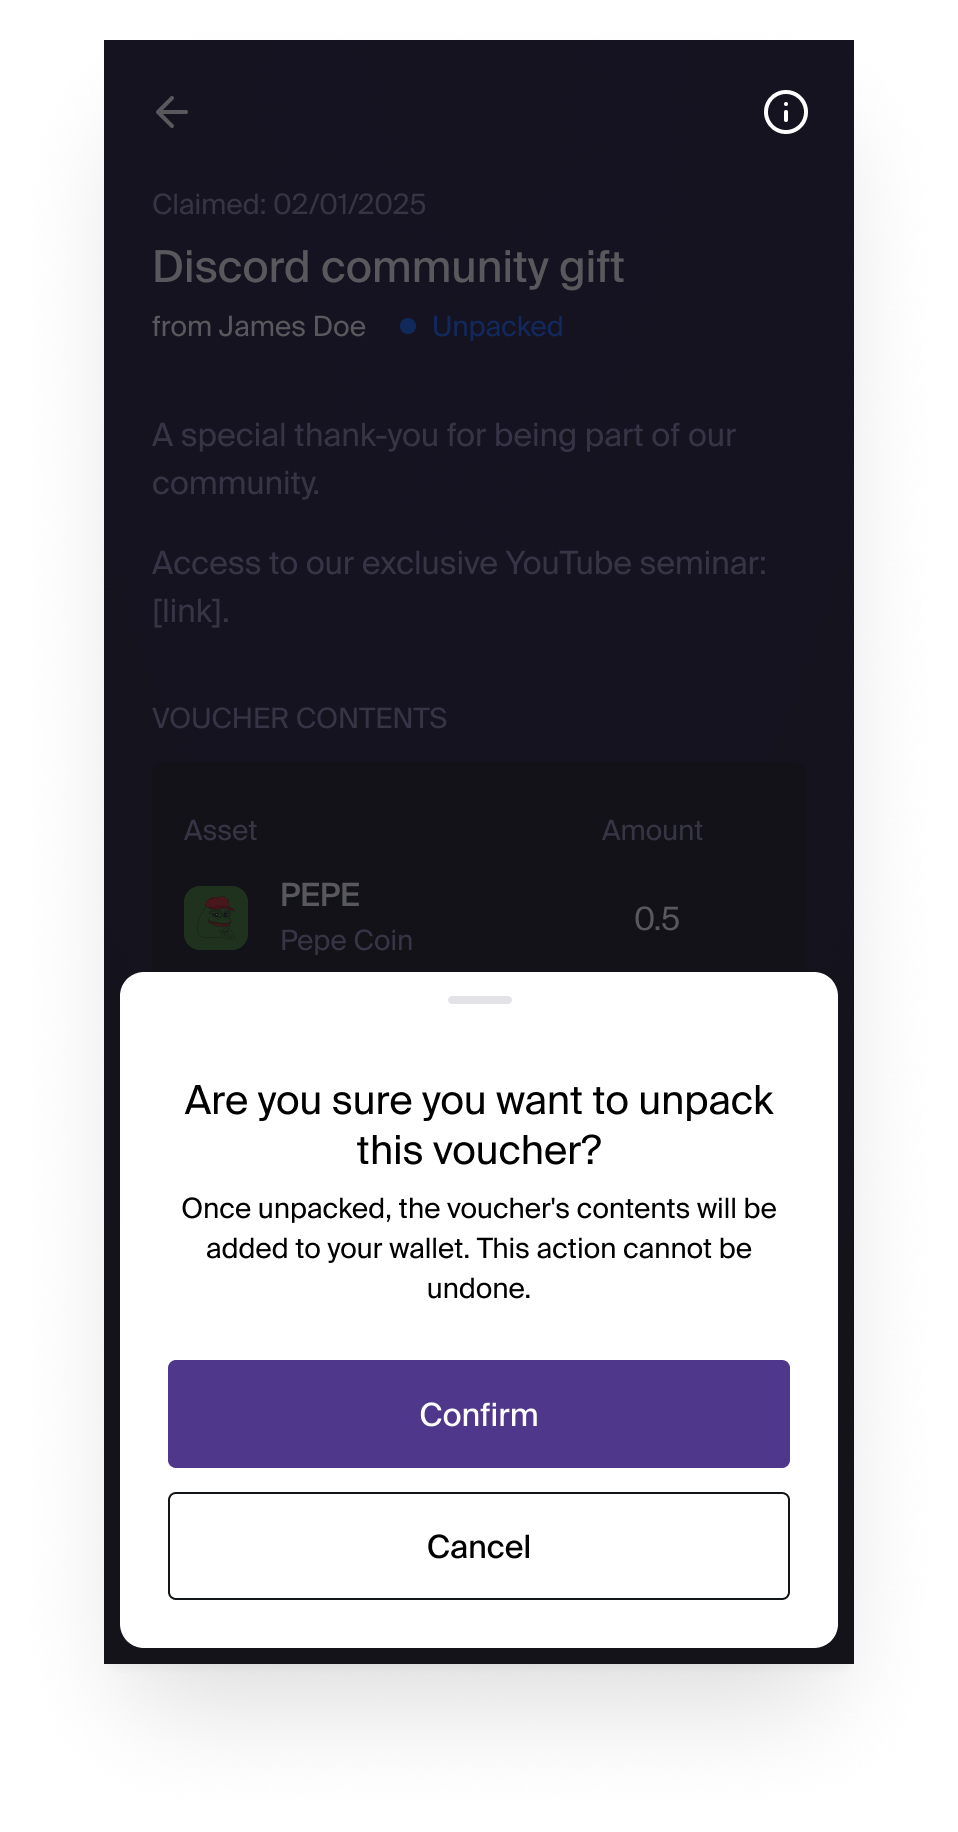 Claimed: 02/01/2025
Discord community gift
from James Doe
Unpacked
A special thank-you for being part of our
community.
Access to our exclusive YouTube seminar:
[link].
VOUCHER CONTENTS
Asset Amount
PEPE
0.5
Pepe Coin
Are you sure you want to unpack
this voucher?
Once unpacked, the voucher's contents will be
added to your wallet. This action cannot be
undone.
Confirm
Cancel